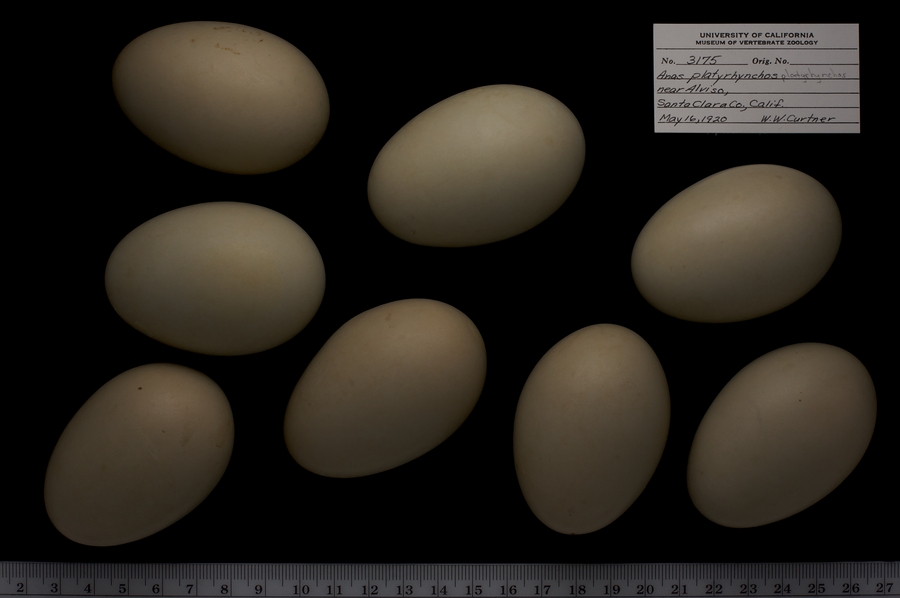 UNIVERSITY OF CALIFORNIA
MUSEUM OF VERTEBRATE ZOOLOGY
No. 3175 Orig. No.
Anas platyrhynchos platyrhynchos
near Alviso,
Santa Clara Co., Calif.
May 16, 1920 W.W. Curtner
2 3 4 5 6 7 8 9 10 11 12 13 14 15 16 17 18 19 20 21 22 23 24 25 26 27